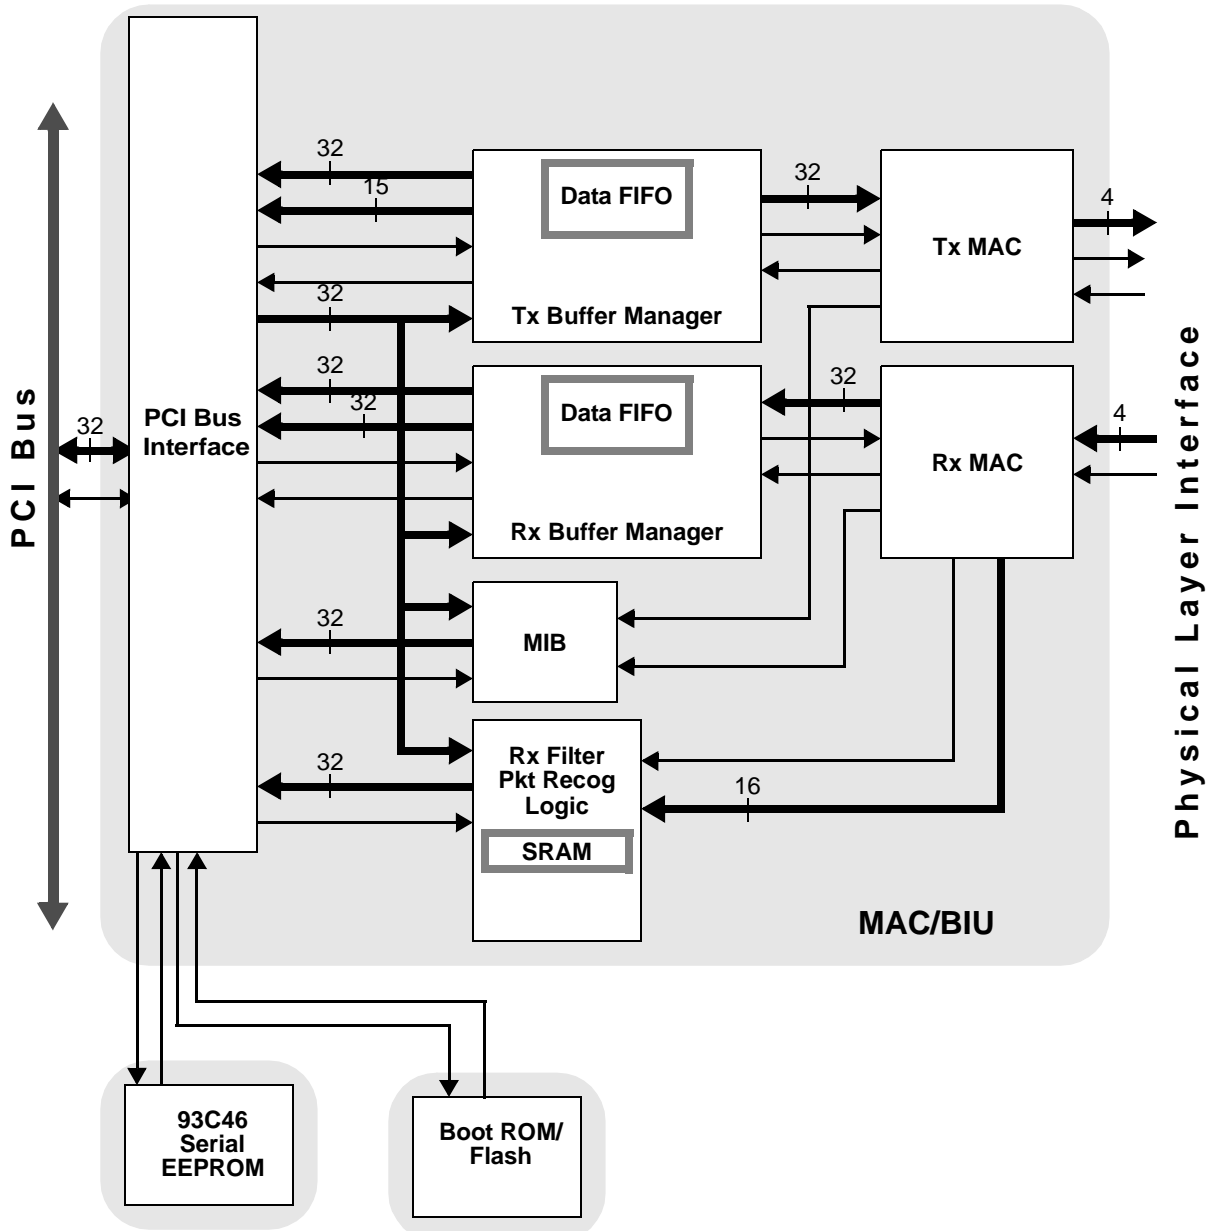 32
15
32
Data FIFO
Tx Buffer Manager
32
Tx MAC
4
32
32
Data FIFO
Rx Buffer Manager
32
Rx MAC
4
PCI Bus
32
PCI Bus
Interface
32
MIB
32
Rx Filter
Pkt Recog
Logic
SRAM
16
MAC/BIU
Physical Layer Interface
93C46
Serial
EEPROM
Boot ROM/
Flash